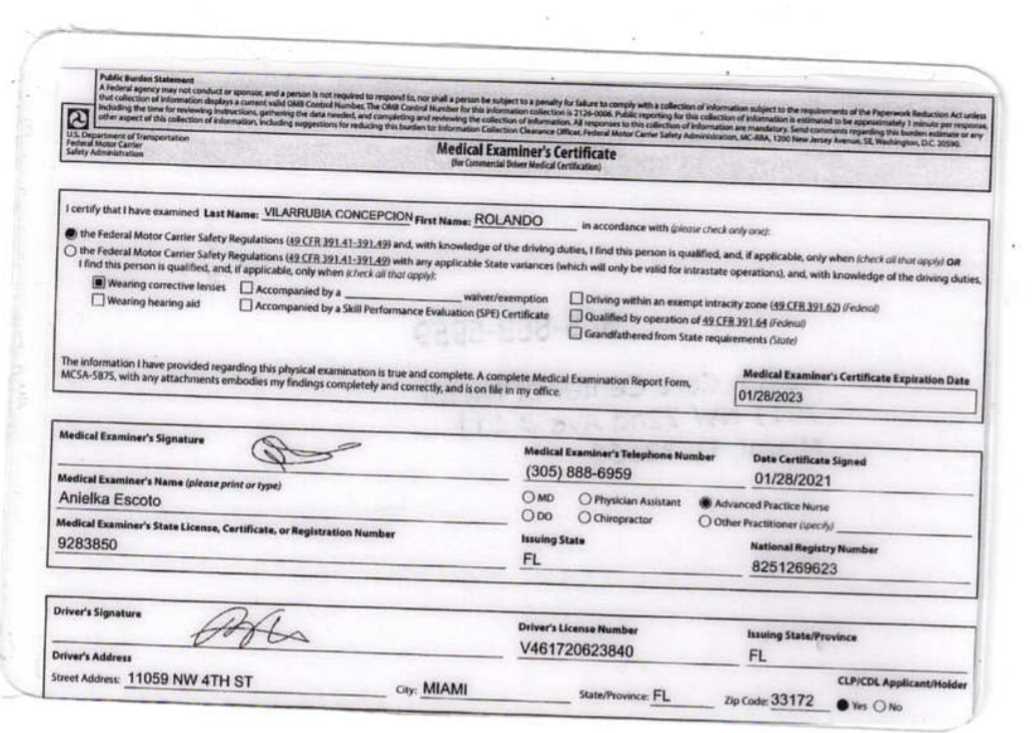 Public Burden Statement
A Federal agency may not conduct or sponsor, and a person is not required to respond to, nor shall a person be subject to a penalty for failure to comply with a collection of information subject to the requirements of the Paperwork Reduction Act unless
that collection of information displays a current valid OMB Control Number. The OMB Control Number for this information collection is 2126-0006. Public reporting for this collection of information is estimated to be approximately 1 minute per response,
including the time for reviewing instructions, gathering the data needed, and completing and reviewing the collection of information. All responses to this collection of information are mandatory. Send comments regarding this burden estimate or any
other aspect of this collection of information, including suggestions for reducing this burden to: Information Collection Clearance Officer, Federal Motor Carrier Safety Administration, MC-RRA, 1200 New Jersey Avenue, SE, Washington, D.C. 20590.
U.S. Department of Transportation
Federal Motor Carrier
Safety Administration
Medical Examiner's Certificate
(for Commercial Driver Medical Certification)
I certify that I have examined Last Name: VILARRUBIA CONCEPCION First Name: ROLANDO in accordance with (please check only one):
the Federal Motor Carrier Safety Regulations (49 CFR 391.41-391.49) and, with knowledge of the driving duties, I find this person is qualified, and, if applicable, only when (check all that apply) OR
the Federal Motor Carrier Safety Regulations (49 CFR 391.41-391.49) with any applicable State variances (which will only be valid for intrastate operations), and, with knowledge of the driving duties,
I find this person is qualified, and, if applicable, only when (check all that apply):
Wearing corrective lenses Accompanied by a waiver/exemption Driving within an exempt intracity zone (49 CFR 391.62) (Federal)
Wearing hearing aid Accompanied by a Skill Performance Evaluation (SPE) Certificate Qualified by operation of 49 CFR 391.64 (Federal)
Grandfathered from State requirements (State)
The information I have provided regarding this physical examination is true and complete. A complete Medical Examination Report Form,
MCSA-5875, with any attachments embodies my findings completely and correctly, and is on file in my office.
Medical Examiner's Certificate Expiration Date
01/28/2023
Medical Examiner's Signature Medical Examiner's Telephone Number Date Certificate Signed
(305) 888-6959 01/28/2021
Medical Examiner's Name (please print or type) MD Physician Assistant Advanced Practice Nurse
Anielka Escoto DO Chiropractor Other Practitioner (specify)
Medical Examiner's State License, Certificate, or Registration Number Issuing State National Registry Number
9283850 FL 8251269623
Driver's Signature Driver's License Number Issuing State/Province
V461720623840 FL
Driver's Address CLP/CDL Applicant/Holder
Street Address: 11059 NW 4TH ST City: MIAMI State/Province: FL Zip Code: 33172 Yes No